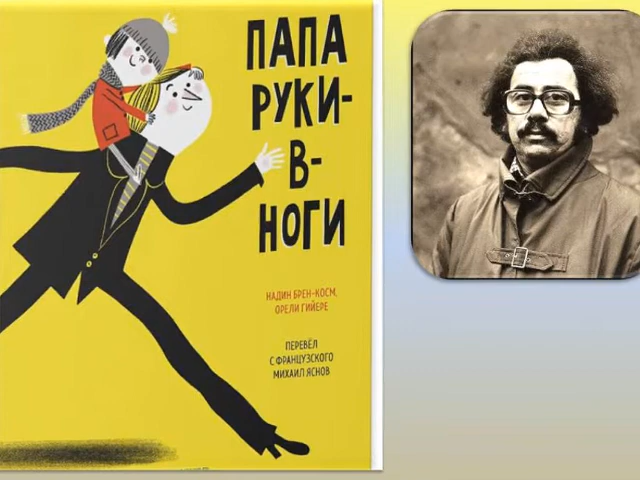 ПАПА
РУКИ-
В-
НОГИ
НАДИН БРЕН-КОСМ,
ОРЕЛИ ГИЙЕРЕ
ПЕРЕВЁЛ
С ФРАНЦУЗСКОГО
МИХАИЛ ЯСНОВ